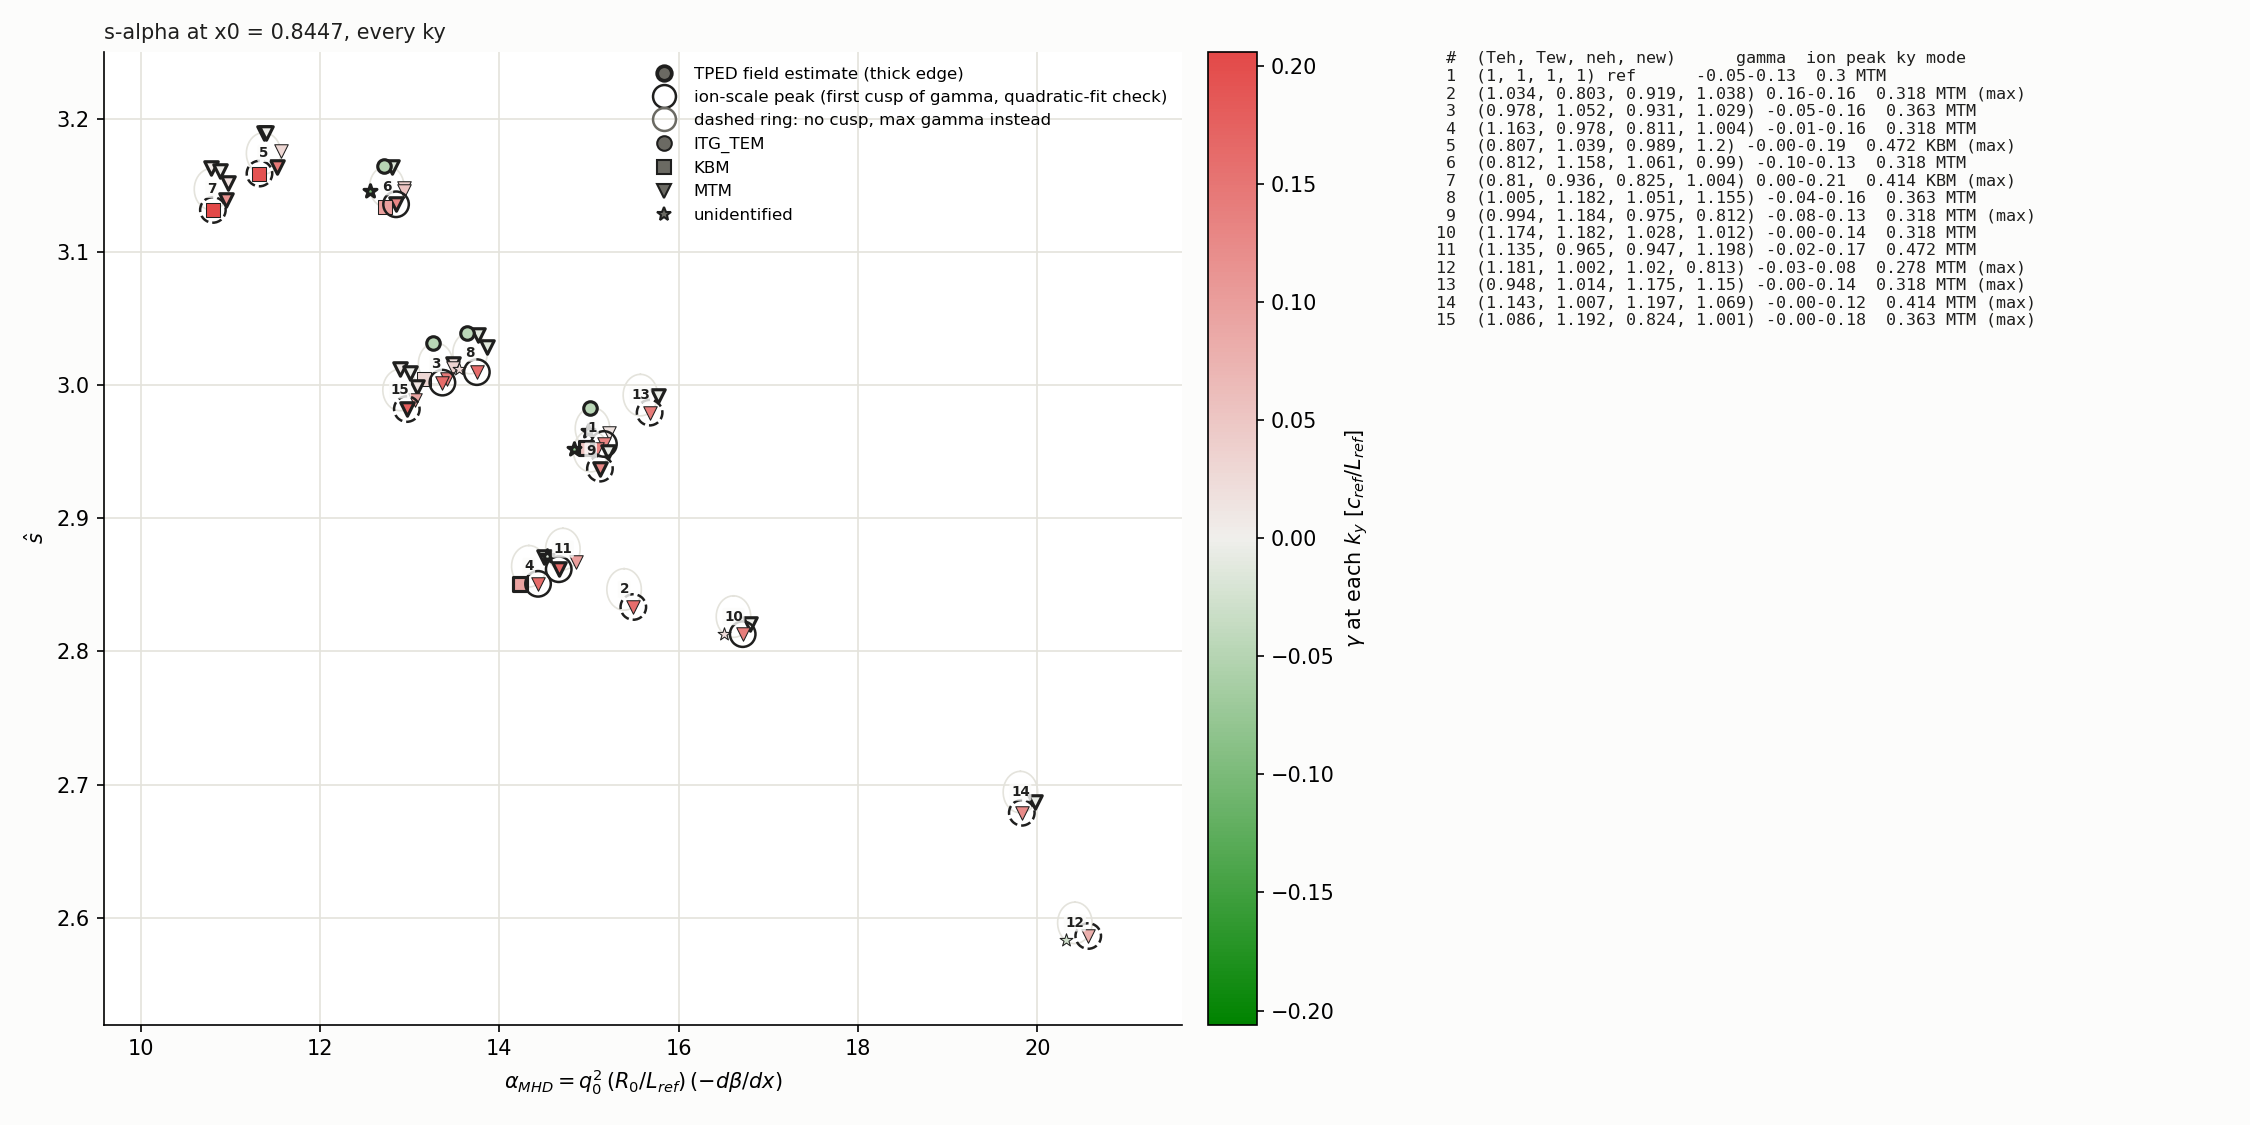 s-alpha at x0 = 0.8447, every ky
TPED field estimate (thick edge)
ion-scale peak (first cusp of gamma, quadratic-fit check)
dashed ring: no cusp, max gamma instead
ITG_TEM
KBM
MTM
unidentified
3.2
3.1
3.0
2.9
2.8
2.7
2.6
ŝ
10 12 14 16 18 20
α_MHD = q_0^2 (R_0/L_ref) (−dβ/dx)
5
7
6
8
3
15
13
1
9
11
4
2
10
14
12
0.20
0.15
0.10
0.05
0.00
−0.05
−0.10
−0.15
−0.20
γ at each k_y [c_ref/L_ref]
# (Teh, Tew, neh, new) gamma ion peak ky mode
1 (1, 1, 1, 1) ref -0.05-0.13 0.3 MTM
2 (1.034, 0.803, 0.919, 1.038) 0.16-0.16 0.318 MTM (max)
3 (0.978, 1.052, 0.931, 1.029) -0.05-0.16 0.363 MTM
4 (1.163, 0.978, 0.811, 1.004) -0.01-0.16 0.318 MTM
5 (0.807, 1.039, 0.989, 1.2) -0.00-0.19 0.472 KBM (max)
6 (0.812, 1.158, 1.061, 0.99) -0.10-0.13 0.318 MTM
7 (0.81, 0.936, 0.825, 1.004) 0.00-0.21 0.414 KBM (max)
8 (1.005, 1.182, 1.051, 1.155) -0.04-0.16 0.363 MTM
9 (0.994, 1.184, 0.975, 0.812) -0.08-0.13 0.318 MTM (max)
10 (1.174, 1.182, 1.028, 1.012) -0.00-0.14 0.318 MTM
11 (1.135, 0.965, 0.947, 1.198) -0.02-0.17 0.472 MTM
12 (1.181, 1.002, 1.02, 0.813) -0.03-0.08 0.278 MTM (max)
13 (0.948, 1.014, 1.175, 1.15) -0.00-0.14 0.318 MTM (max)
14 (1.143, 1.007, 1.197, 1.069) -0.00-0.12 0.414 MTM (max)
15 (1.086, 1.192, 0.824, 1.001) -0.00-0.18 0.363 MTM (max)